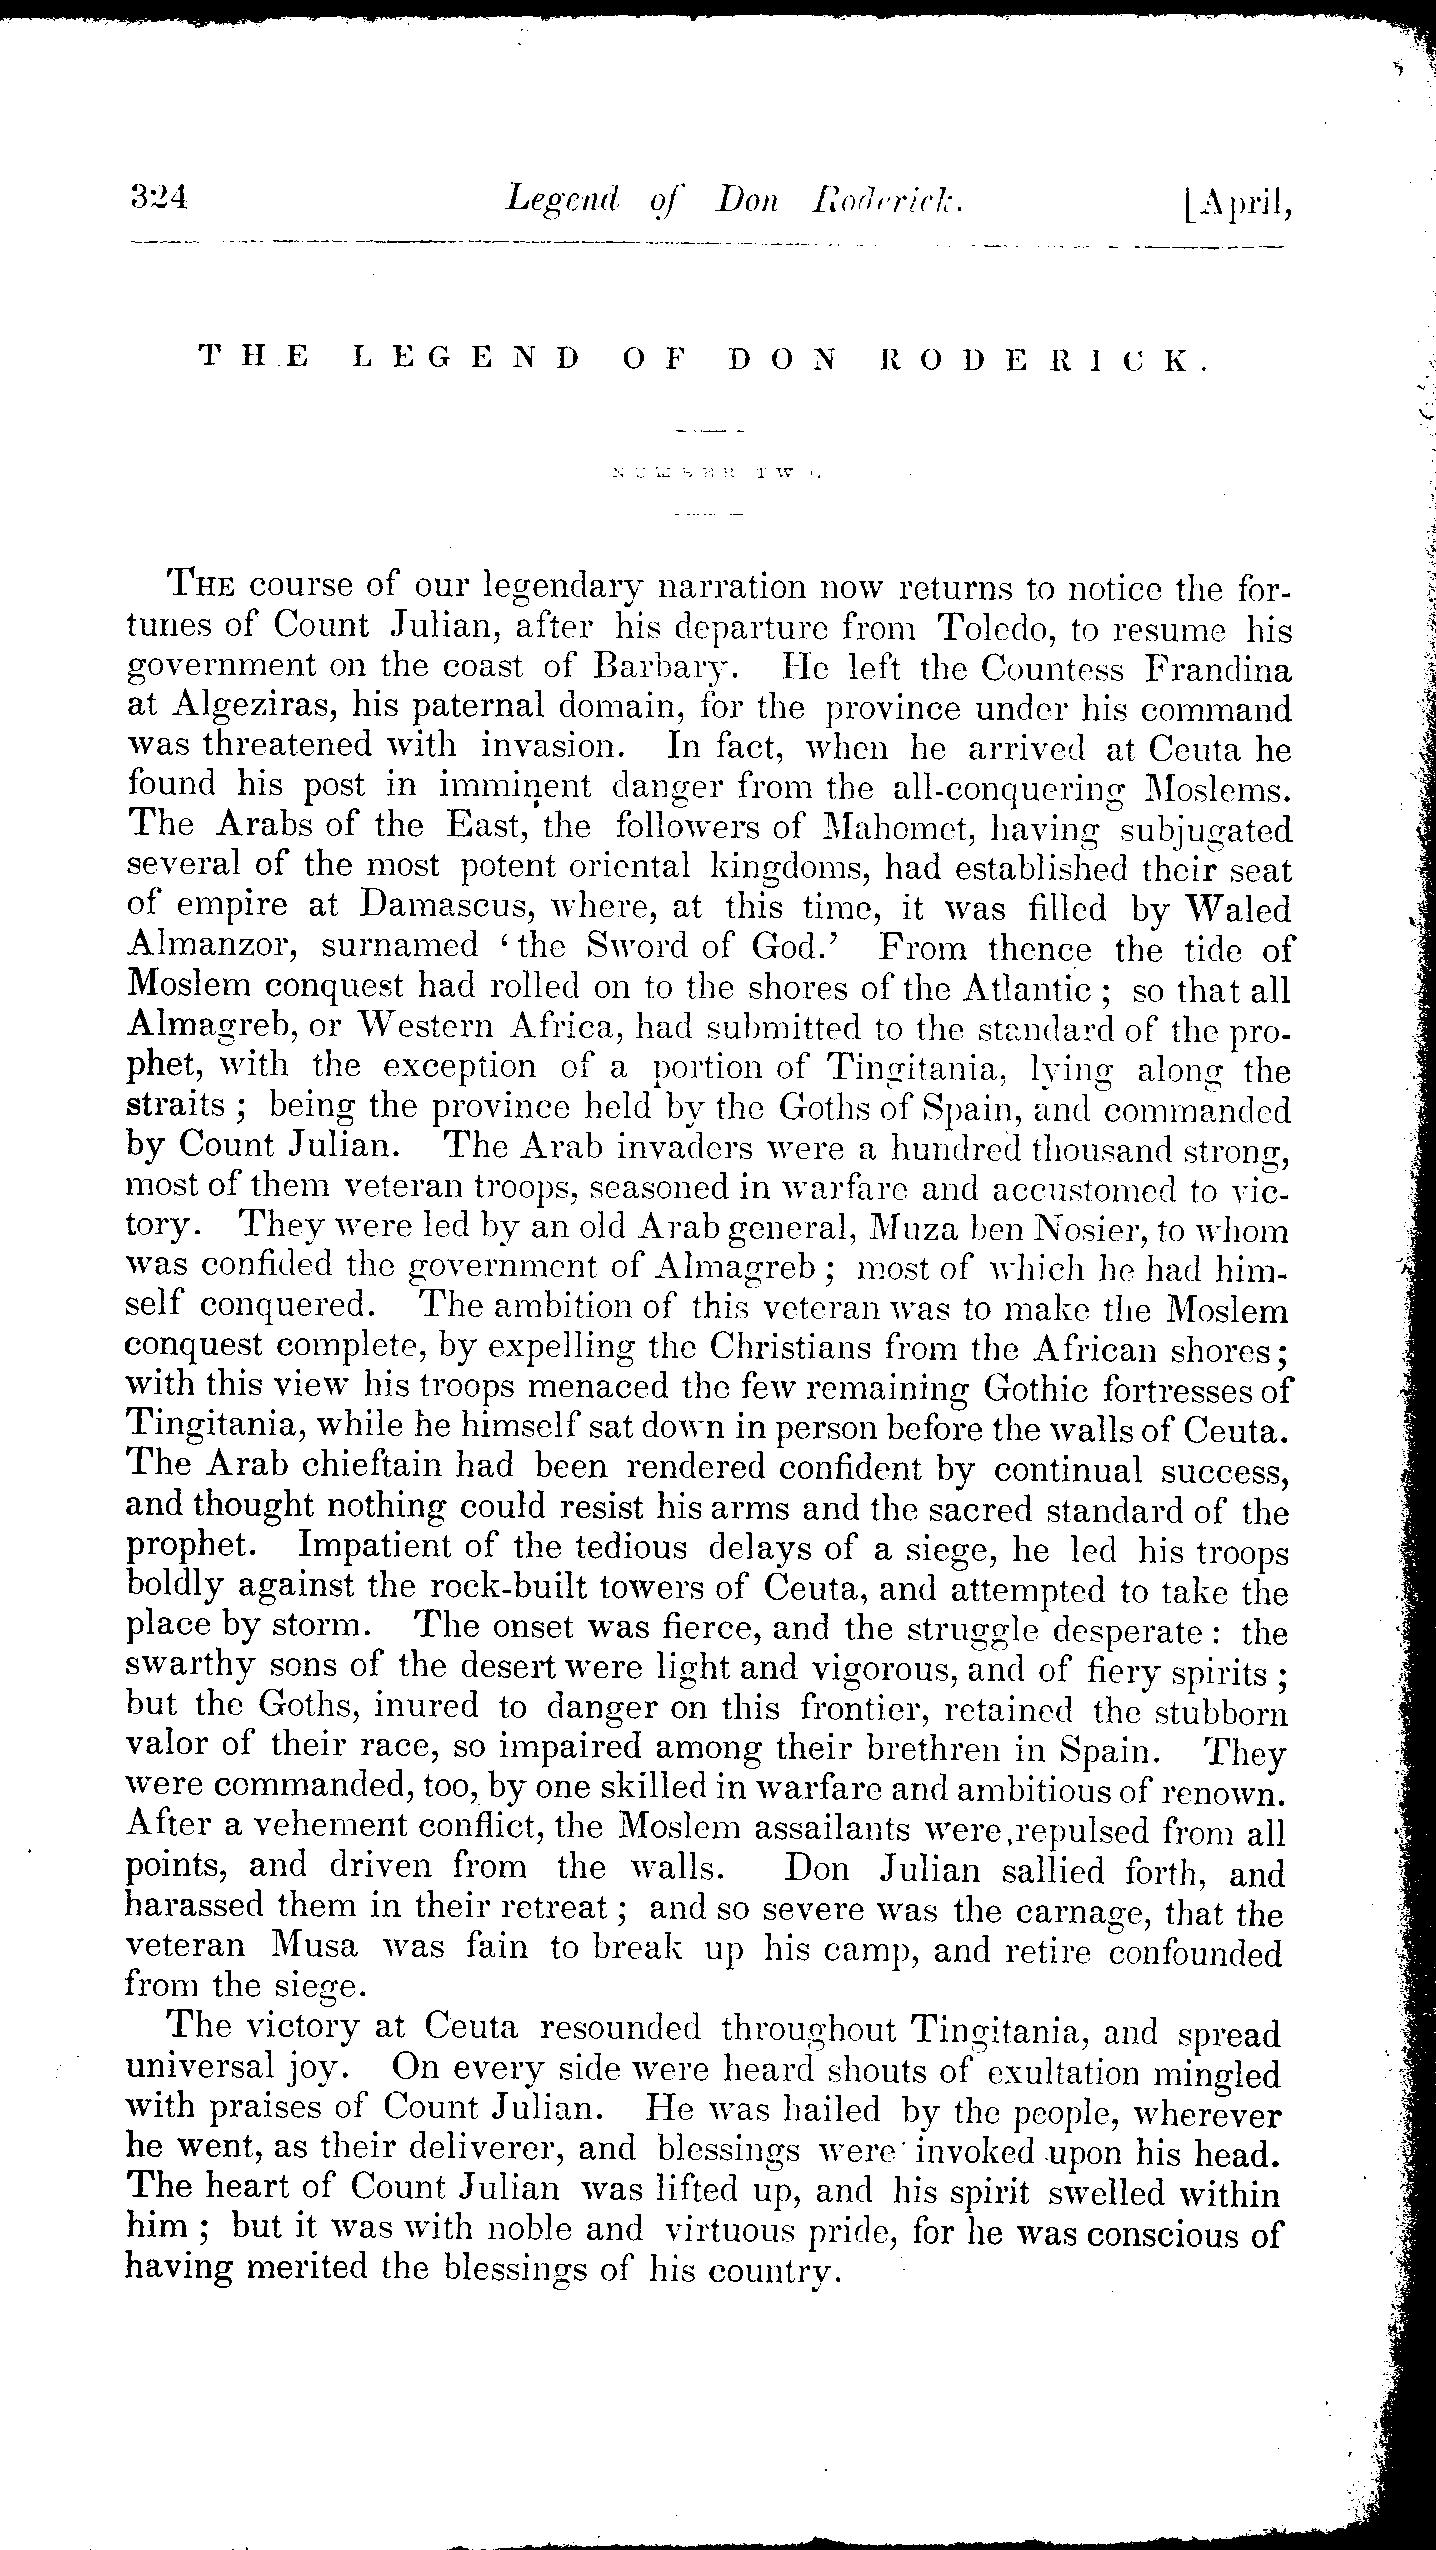 324 Legend of Don Roderick. [April,
THE LEGEND OF DON RODERICK.
NUMBER TWO.
THE course of our legendary narration now returns to notice the for-
tunes of Count Julian, after his departure from Toledo, to resume his
government on the coast of Barbary. He left the Countess Frandina
at Algeziras, his paternal domain, for the province under his command
was threatened with invasion. In fact, when he arrived at Ceuta he
found his post in imminent danger from the all-conquering Moslems.
The Arabs of the East, the followers of Mahomet, having subjugated
several of the most potent oriental kingdoms, had established their seat
of empire at Damascus, where, at this time, it was filled by Waled
Almanzor, surnamed 'the Sword of God.' From thence the tide of
Moslem conquest had rolled on to the shores of the Atlantic; so that all
Almagreb, or Western Africa, had submitted to the standard of the pro-
phet, with the exception of a portion of Tingitania, lying along the
straits; being the province held by the Goths of Spain, and commanded
by Count Julian. The Arab invaders were a hundred thousand strong,
most of them veteran troops, seasoned in warfare and accustomed to vic-
tory. They were led by an old Arab general, Muza ben Nosier, to whom
was confided the government of Almagreb; most of which he had him-
self conquered. The ambition of this veteran was to make the Moslem
conquest complete, by expelling the Christians from the African shores;
with this view his troops menaced the few remaining Gothic fortresses of
Tingitania, while he himself sat down in person before the walls of Ceuta.
The Arab chieftain had been rendered confident by continual success,
and thought nothing could resist his arms and the sacred standard of the
prophet. Impatient of the tedious delays of a siege, he led his troops
boldly against the rock-built towers of Ceuta, and attempted to take the
place by storm. The onset was fierce, and the struggle desperate: the
swarthy sons of the desert were light and vigorous, and of fiery spirits;
but the Goths, inured to danger on this frontier, retained the stubborn
valor of their race, so impaired among their brethren in Spain. They
were commanded, too, by one skilled in warfare and ambitious of renown.
After a vehement conflict, the Moslem assailants were repulsed from all
points, and driven from the walls. Don Julian sallied forth, and
harassed them in their retreat; and so severe was the carnage, that the
veteran Musa was fain to break up his camp, and retire confounded
from the siege.
The victory at Ceuta resounded throughout Tingitania, and spread
universal joy. On every side were heard shouts of exultation mingled
with praises of Count Julian. He was hailed by the people, wherever
he went, as their deliverer, and blessings were invoked upon his head.
The heart of Count Julian was lifted up, and his spirit swelled within
him; but it was with noble and virtuous pride, for he was conscious of
having merited the blessings of his country.